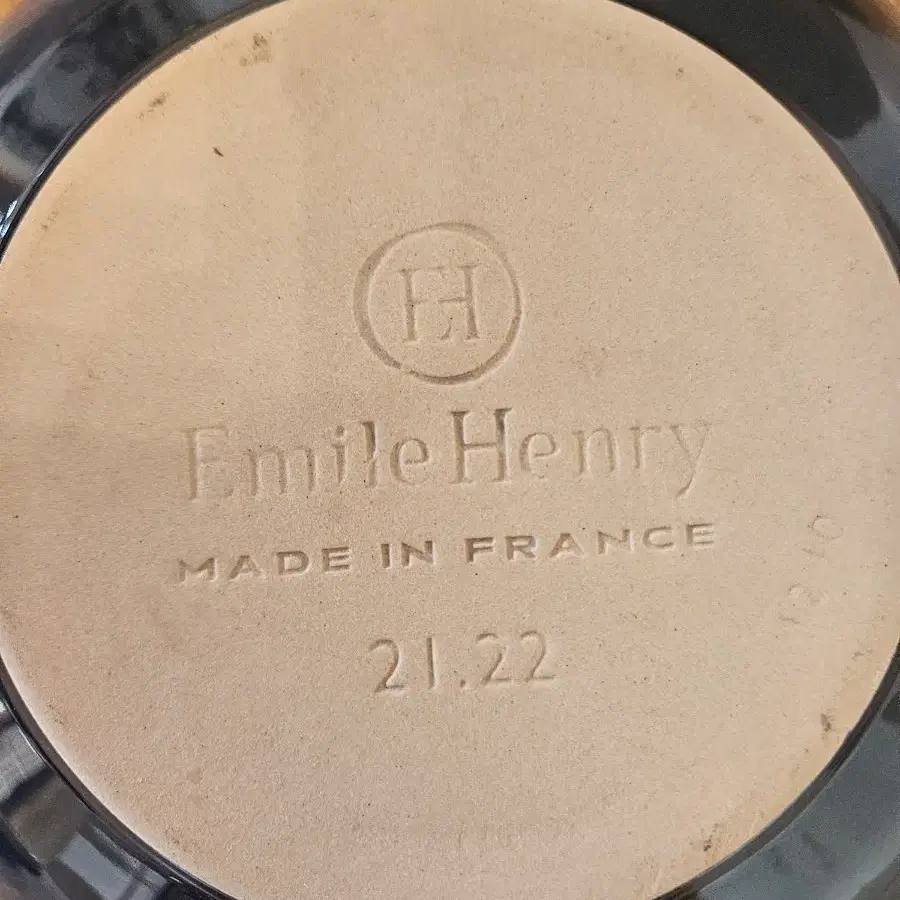 EH
Emile Henry
MADE IN FRANCE
21.22